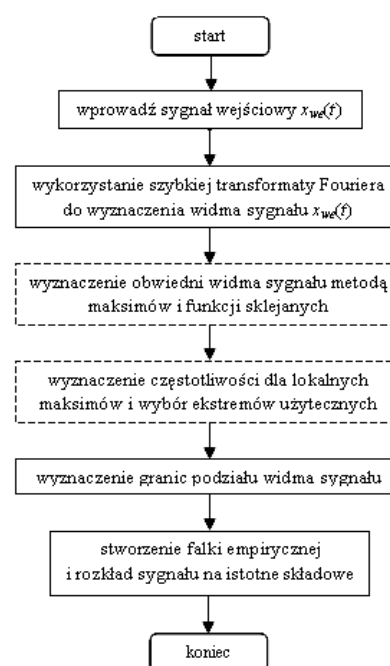 start
wprowadź sygnał wejściowy x_we(t)
wykorzystanie szybkiej transformaty Fouriera
do wyznaczenia widma sygnału x_we(t)
wyznaczenie obwiedni widma sygnału metodą
maksimów i funkcji sklejanych
wyznaczenie częstotliwości dla lokalnych
maksimów i wybór ekstremów użytecznych
wyznaczenie granic podziału widma sygnału
stworzenie falki empirycznej
i rozkład sygnału na istotne składowe
koniec